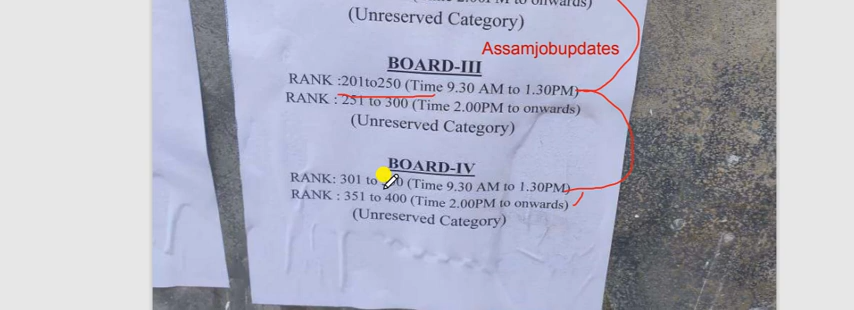 to onwards)
(Unreserved Category)
Assamjobupdates
BOARD-III
RANK :201to250 (Time 9.30 AM to 1.30PM)
RANK : 251 to 300 (Time 2.00PM to onwards)
(Unreserved Category)
BOARD-IV
RANK: 301 to (Time 9.30 AM to 1.30PM)
RANK : 351 to 400 (Time 2.00PM to onwards)
(Unreserved Category)